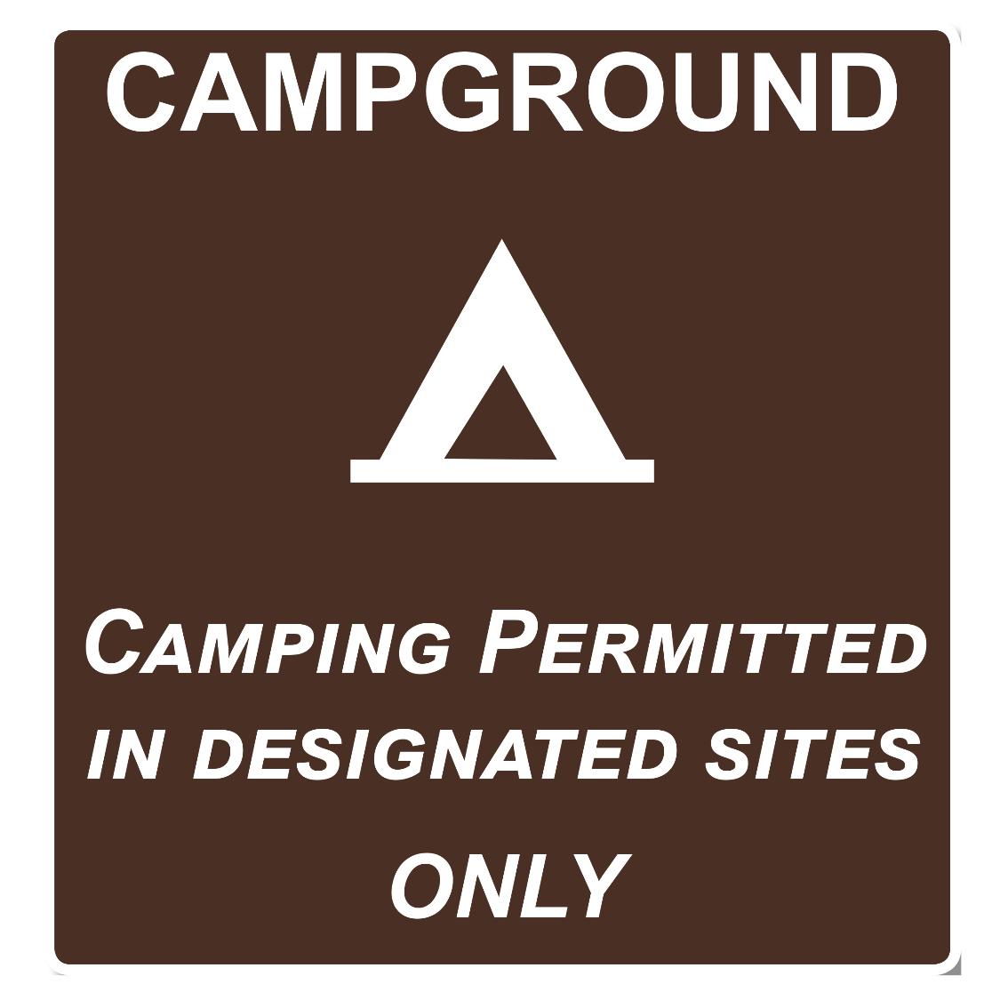 CAMPGROUND
CAMPING PERMITTED
IN DESIGNATED SITES
ONLY